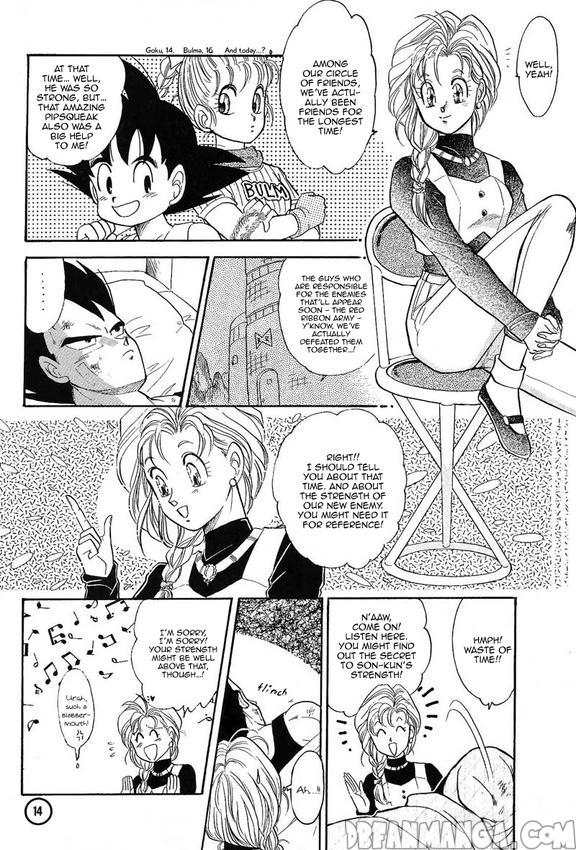 WELL,
YEAH!
AMONG
OUR CIRCLE
OF FRIENDS,
WE'VE ACTU-
ALLY BEEN
FRIENDS FOR
THE LONGEST
TIME!
Goku, 14. Bulma, 16. And today...?
AT THAT
TIME... WELL,
HE WAS SO
STRONG, BUT...
THAT AMAZING
PIPSQUEAK
ALSO WAS A
BIG HELP
TO ME!
BULM
THE GUYS WHO
ARE RESPONSIBLE
FOR THE ENEMIES
THAT'LL APPEAR
SOON – THE RED
RIBBON ARMY –
Y'KNOW, WE'VE
ACTUALLY
DEFEATED THEM
TOGETHER...!
......
RIGHT!!
I SHOULD TELL
YOU ABOUT THAT
TIME. AND ABOUT
THE STRENGTH OF
OUR NEW ENEMY.
YOU MIGHT NEED IT
FOR REFERENCE!
HMPH!
WASTE OF
TIME!!
N'AAW,
COME ON!
LISTEN HERE.
YOU MIGHT
FIND OUT THE
SECRET TO
SON-KUN'S
STRENGTH!
flinch
Ah...!!
I'M SORRY,
I'M SORRY!
YOUR STRENGTH
MIGHT BE WELL
ABOVE THAT,
THOUGH...!
such a
blabber-
mouth!
14
DBFANMANGA.COM